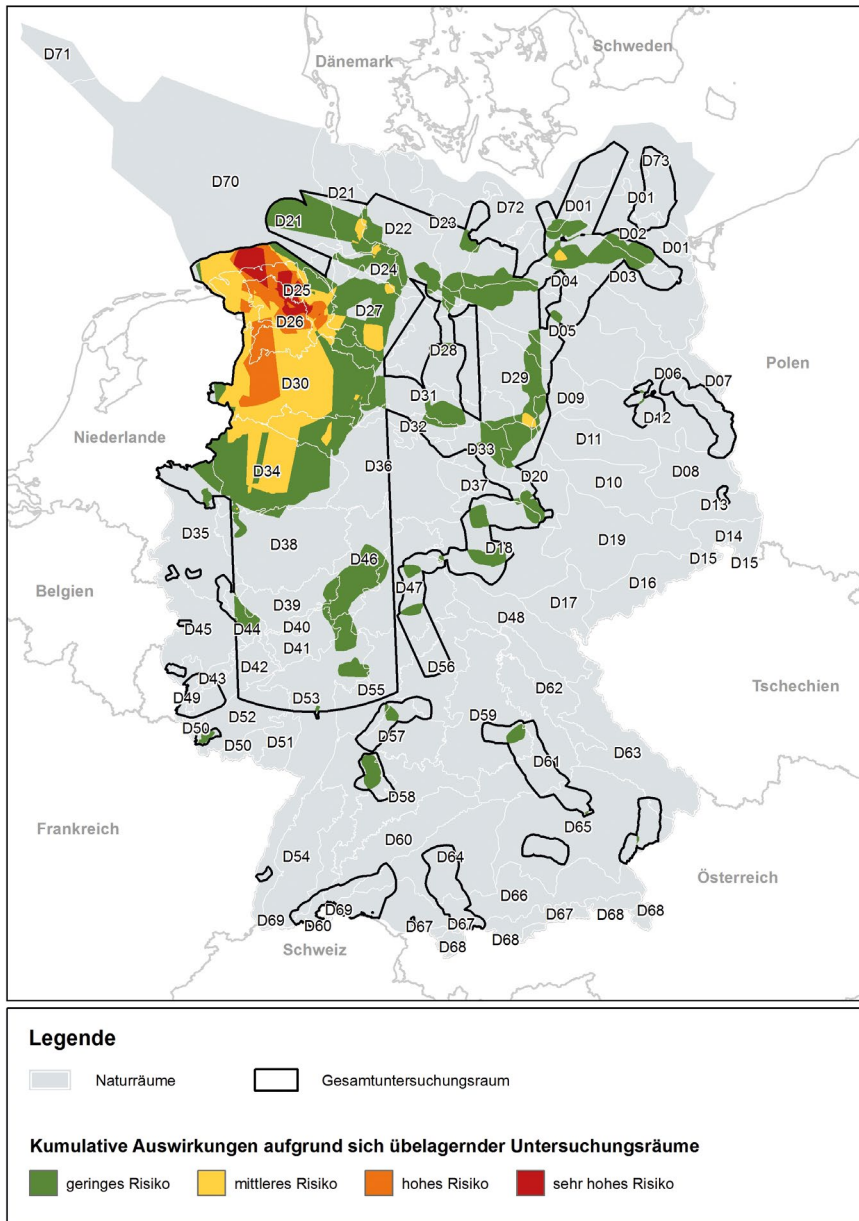 D71
Schweden
Dänemark
D73
D70
D21
D72
D01
D01
D21
D22
D23
D02
D01
D24
D04
D03
D25
D27
D26
D05
D28
Polen
D30
D29
D06
D07
D31
D09
D12
Niederlande
D32
D11
D33
D34
D36
D20
D08
D37
D10
D13
D35
D38
D18
D19
D14
D46
D15
D15
D47
D16
Belgien
D39
D17
D45
D44
D40
D48
D41
D42
D56
D43
D62
Tschechien
D49
D53
D55
D52
D59
D50
D57
D50
D51
D63
D61
D58
D65
Frankreich
D60
D54
D64
Österreich
D66
D69
D67
D68
D68
D69
D60
D67
D67
Schweiz
D68
D68
Legende
Naturräume
Gesamtuntersuchungsraum
Kumulative Auswirkungen aufgrund sich übelagernder Untersuchungsräume
geringes Risiko
mittleres Risiko
hohes Risiko
sehr hohes Risiko